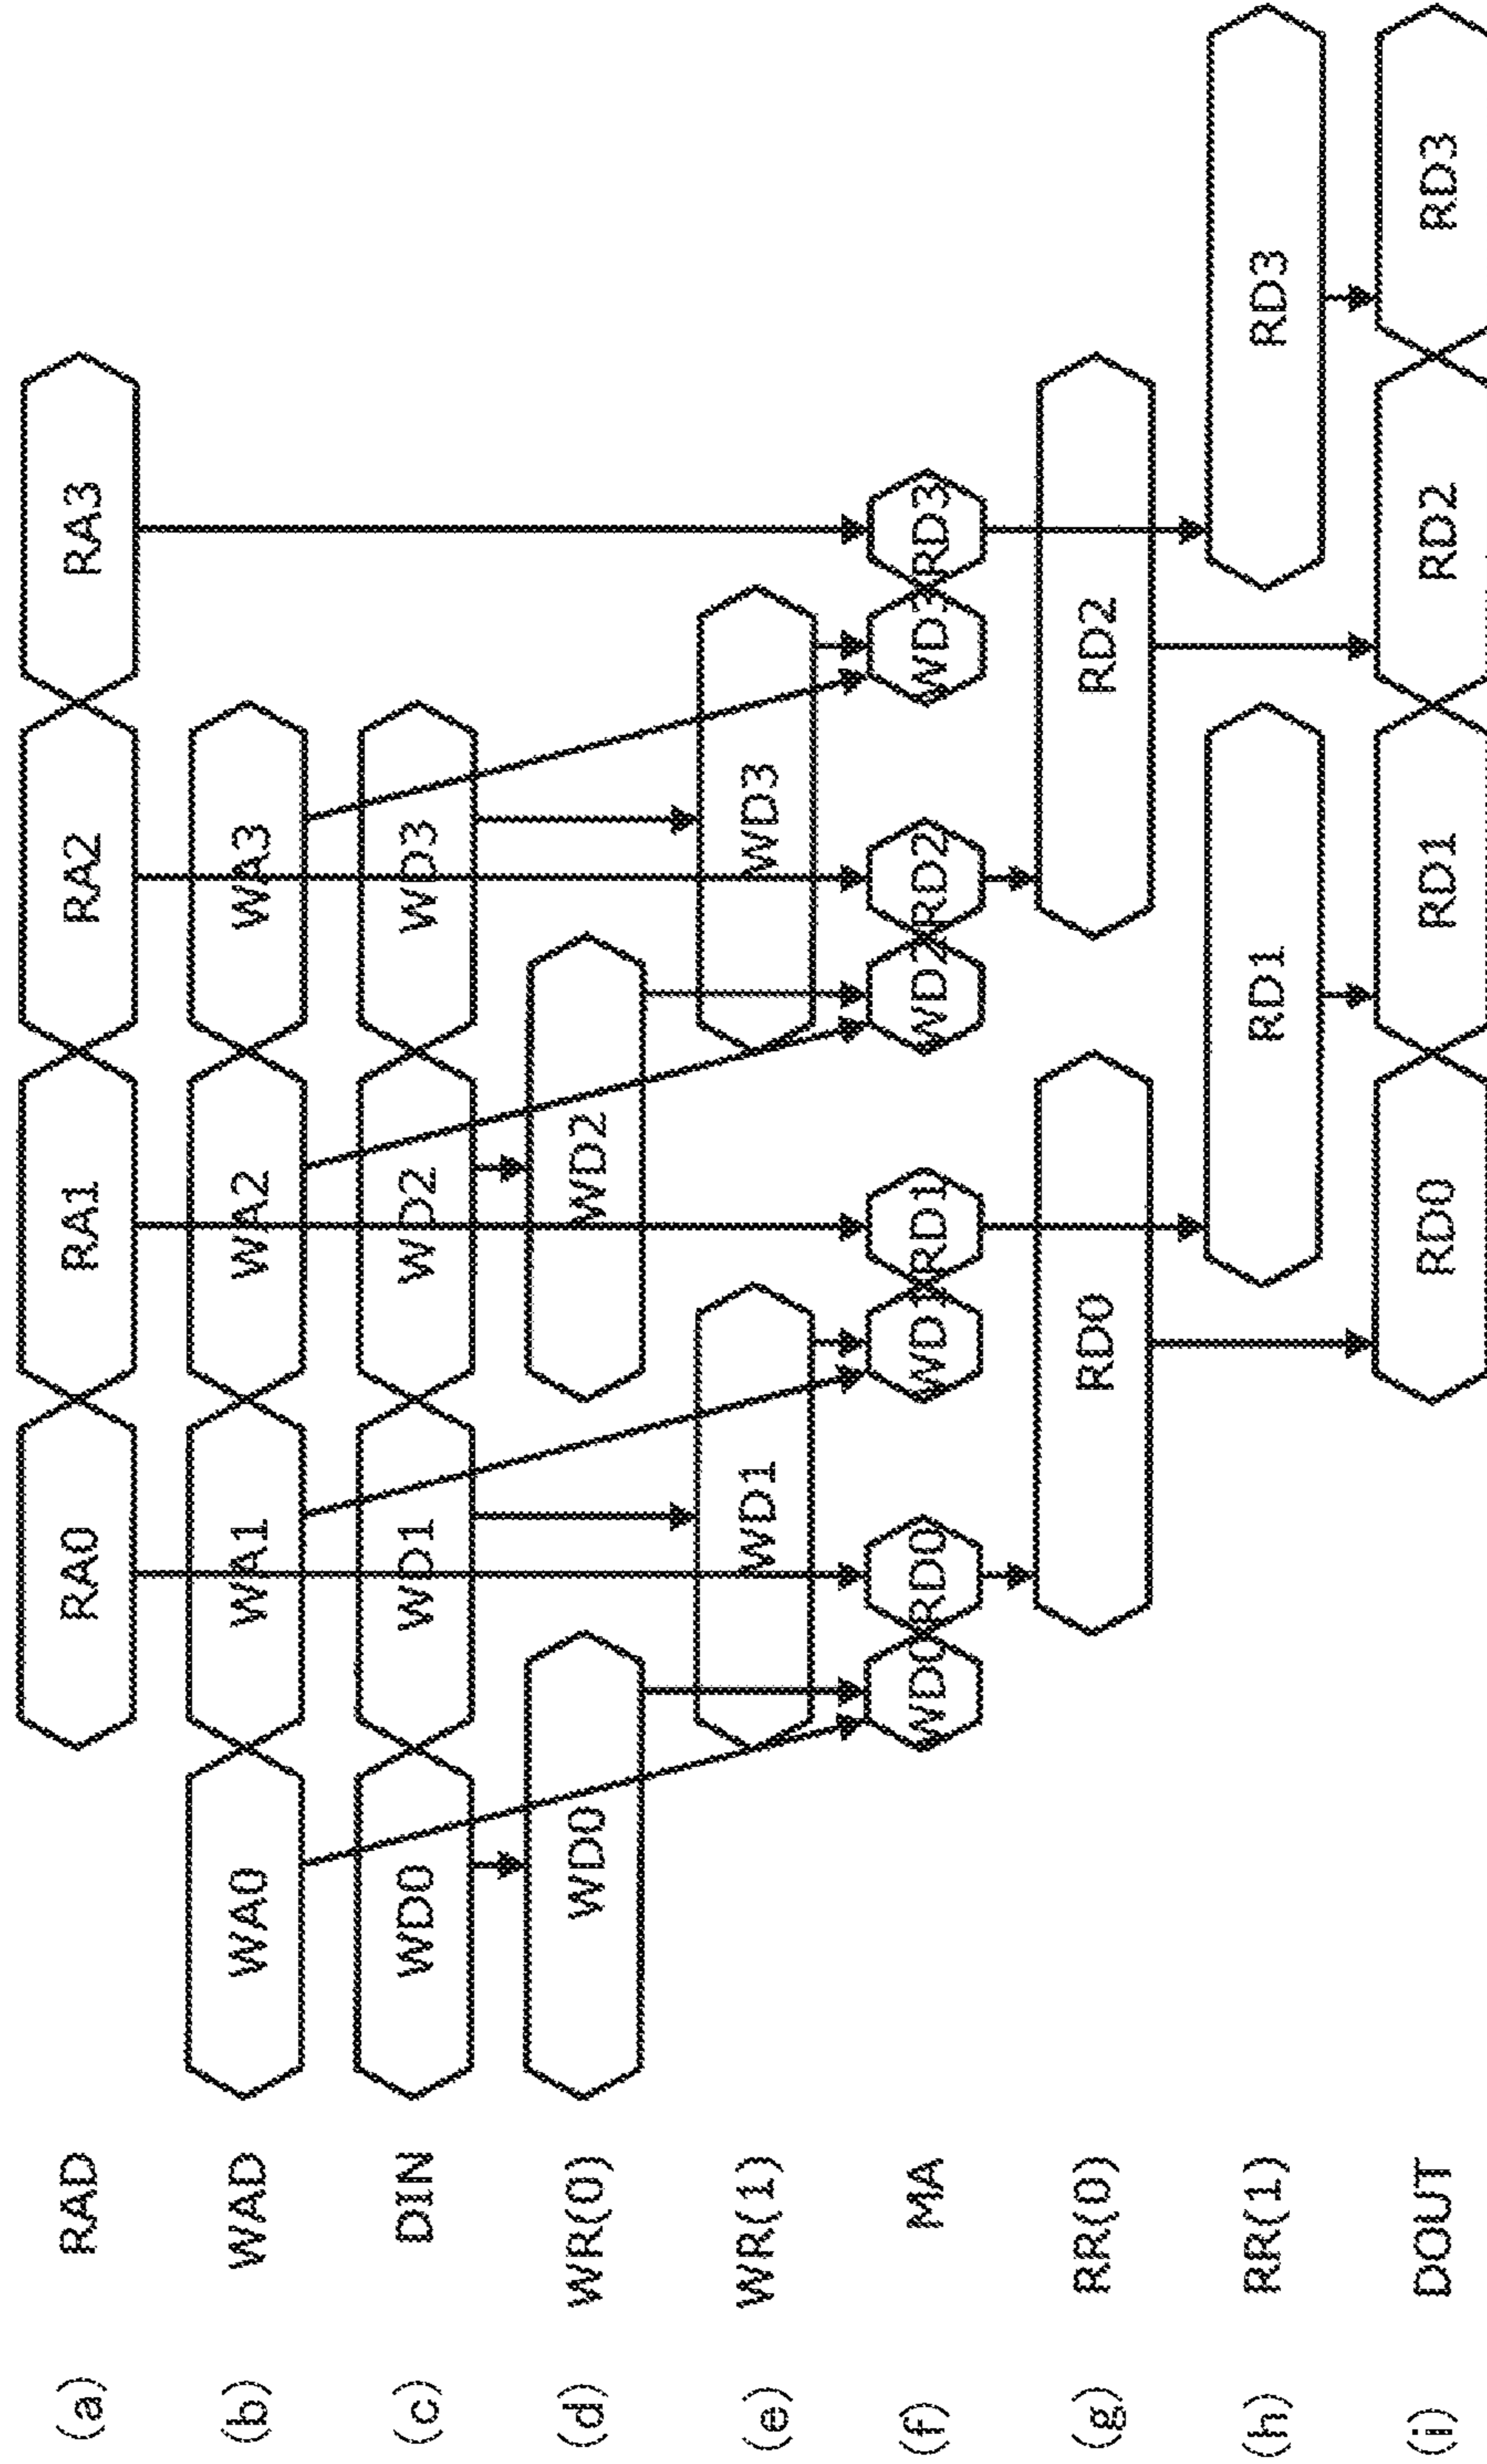 (a) RAD RA0 RA1 RA2 RA3
(b) WAD WA0 WA1 WA2 WA3
(c) DIN WD0 WD1 WD2 WD3
(d) WR(0) WD0 WD2
(e) WR(1) WD1 WD3
(f) MA WD0 RD0 WD1 RD1 WD2 RD2 WD3 RD3
(g) RR(0) RD0 RD2
(h) RR(1) RD1 RD3
(i) DOUT RD0 RD1 RD2 RD3